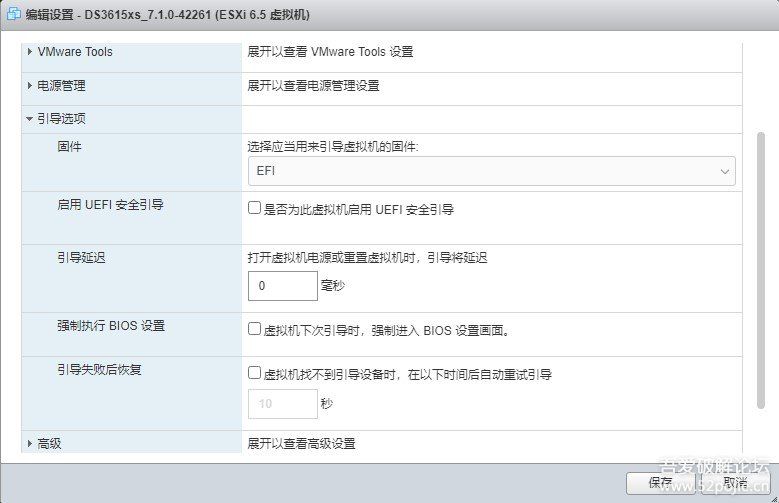 编辑设置 - DS3615xs_7.1.0-42261 (ESXi 6.5 虚拟机)
VMware Tools 展开以查看 VMware Tools 设置
电源管理 展开以查看电源管理设置
引导选项
固件 选择应当用来引导虚拟机的固件:
EFI
启用 UEFI 安全引导 是否为此虚拟机启用 UEFI 安全引导
引导延迟 打开虚拟机电源或重置虚拟机时，引导将延迟
0 毫秒
强制执行 BIOS 设置 虚拟机下次引导时，强制进入 BIOS 设置画面。
引导失败后恢复 虚拟机找不到引导设备时，在以下时间后自动重试引导
10 秒
高级 展开以查看高级设置
吾爱破解论坛
保存 取消
www.52pojie.cn